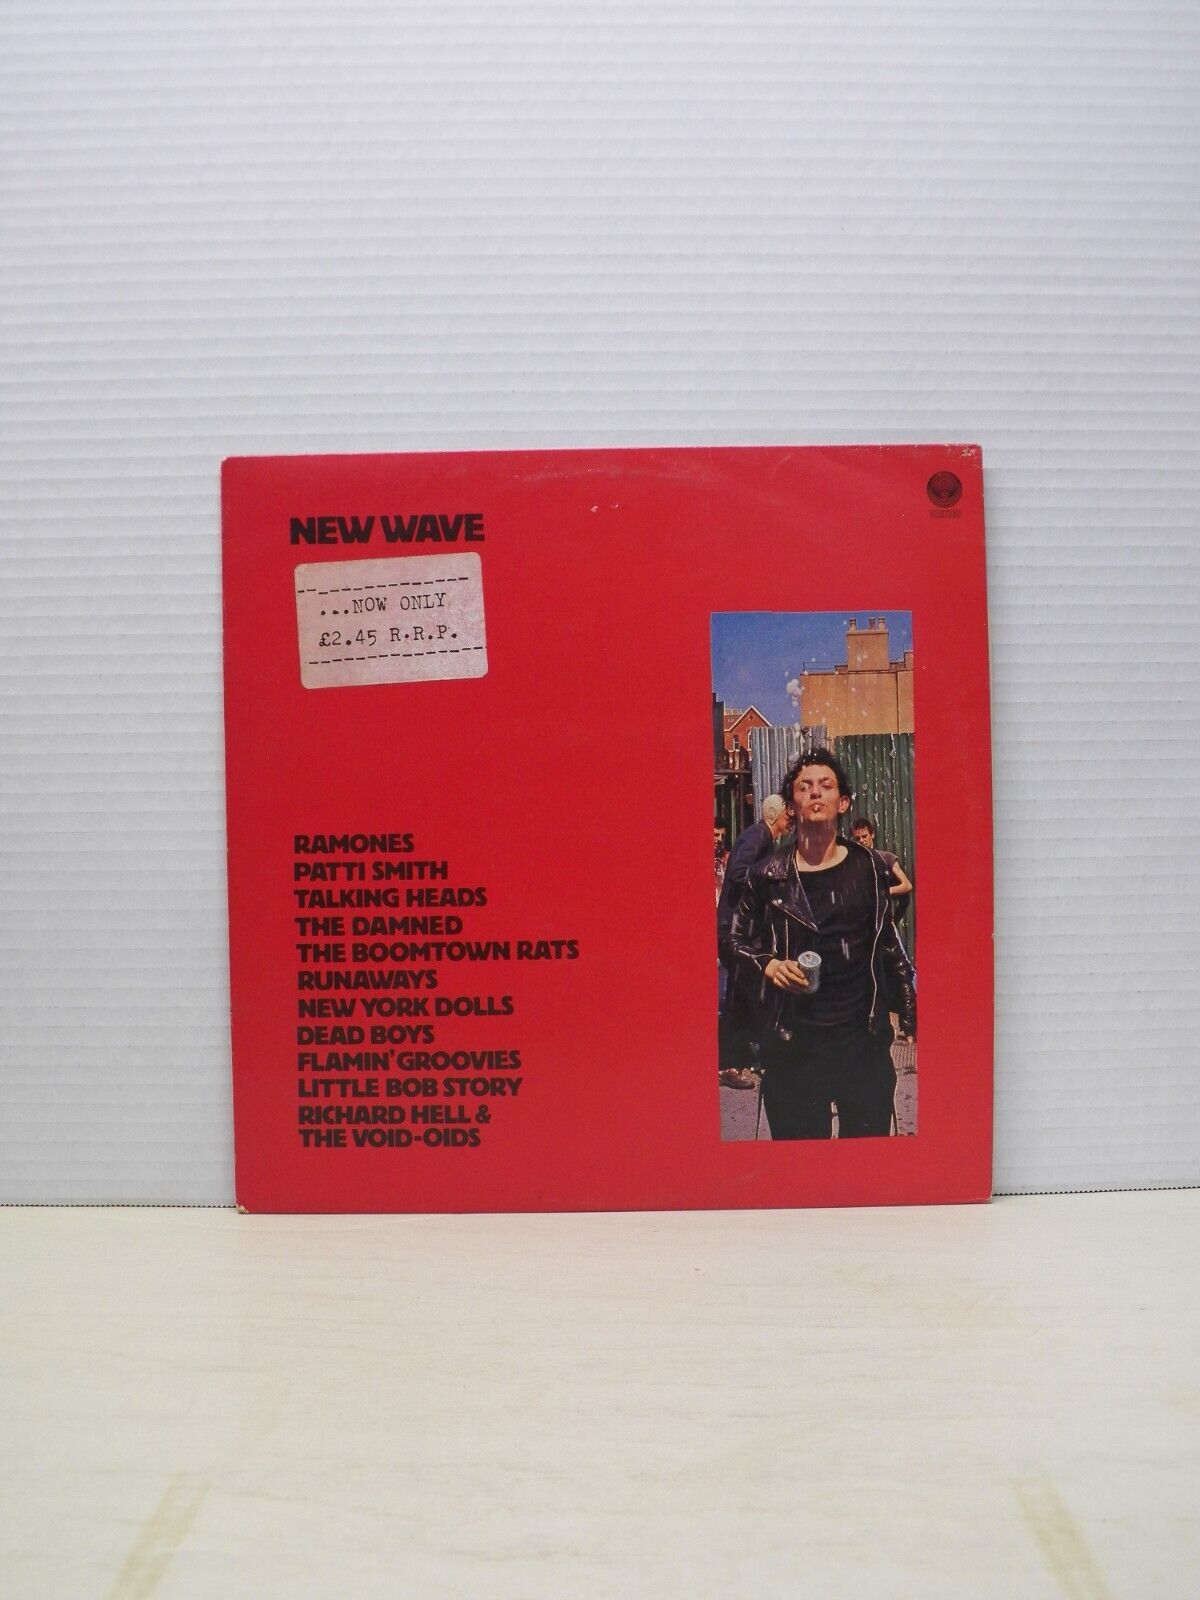 NEW WAVE
...NOW ONLY
£2.45 R.R.P.
RAMONES
PATTI SMITH
TALKING HEADS
THE DAMNED
THE BOOMTOWN RATS
RUNAWAYS
NEW YORK DOLLS
DEAD BOYS
FLAMIN' GROOVIES
LITTLE BOB STORY
RICHARD HELL &
THE VOID-OIDS